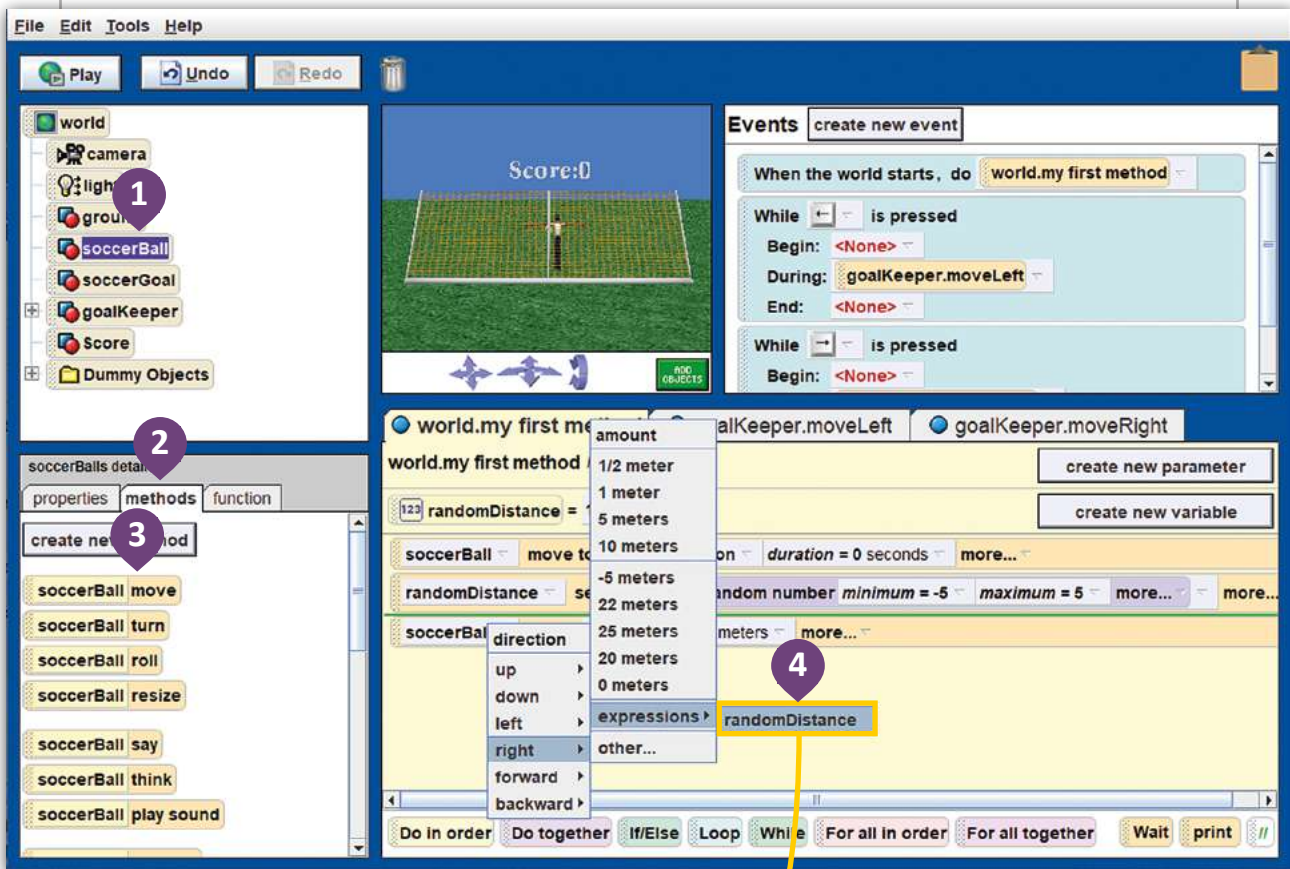 File Edit Tools Help
Play Undo Redo
world
camera
ligh
1
groun
soccerBall
soccerGoal
goalKeeper
Score
Dummy Objects
Score:0
ADD OBJECTS
Events create new event
When the world starts, do world.my first method
While ← is pressed
Begin: <None>
During: goalKeeper.moveLeft
End: <None>
While → is pressed
Begin: <None>
2
soccerBalls detai
properties methods function
create new 3 hod
soccerBall move
soccerBall turn
soccerBall roll
soccerBall resize
soccerBall say
soccerBall think
soccerBall play sound
world.my first me alKeeper.moveLeft goalKeeper.moveRight
world.my first method create new parameter
123 randomDistance = create new variable
soccerBall move to on duration = 0 seconds more...
randomDistance se andom number minimum = -5 maximum = 5 more... more...
soccerBal meters more...
direction
up
down
left
right
forward
backward
amount
1/2 meter
1 meter
5 meters
10 meters
-5 meters
22 meters
25 meters
20 meters
0 meters
expressions
other...
4
randomDistance
Do in order Do together If/Else Loop While For all in order For all together Wait print //